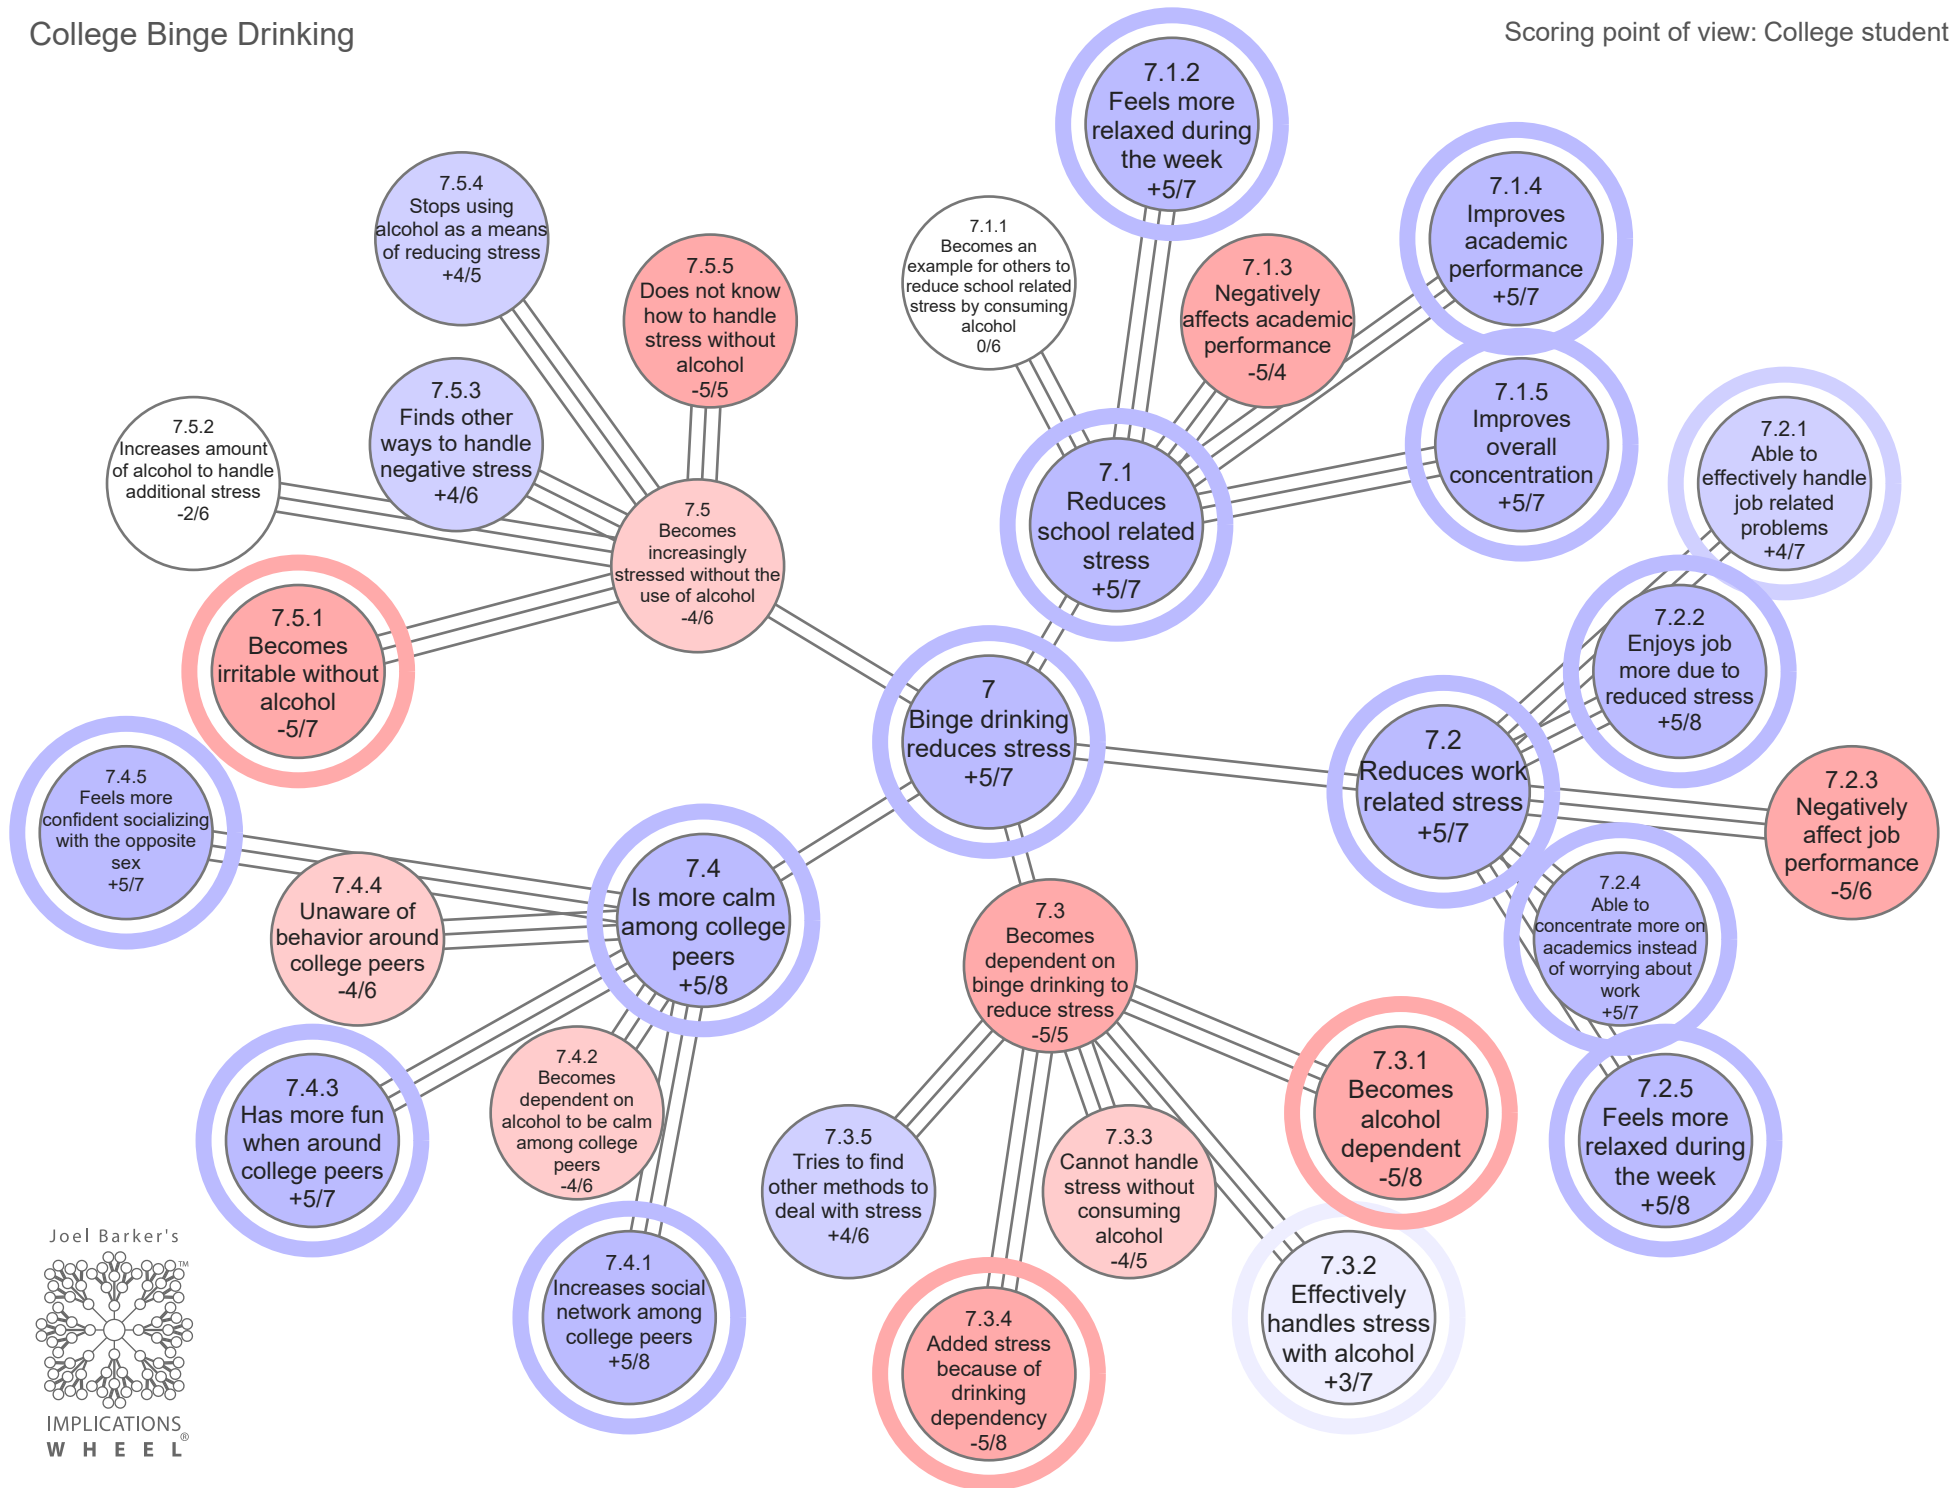 College Binge Drinking
Scoring point of view: College student
7.1.2
Feels more
relaxed during
the week
+5/7
7.1.4
Improves
academic
performance
+5/7
7.5.4
Stops using
alcohol as a means
of reducing stress
+4/5
7.1.1
Becomes an
example for others to
reduce school related
stress by consuming
alcohol
0/6
7.5.5
Does not know
how to handle
stress without
alcohol
-5/5
7.1.3
Negatively
affects academic
performance
-5/4
7.5.3
Finds other
ways to handle
negative stress
+4/6
7.1.5
Improves
overall
concentration
+5/7
7.5.2
Increases amount
of alcohol to handle
additional stress
-2/6
7.2.1
Able to
effectively handle
job related
problems
+4/7
7.1
Reduces
school related
stress
+5/7
7.5
Becomes
increasingly
stressed without the
use of alcohol
-4/6
7.5.1
Becomes
irritable without
alcohol
-5/7
7.2.2
Enjoys job
more due to
reduced stress
+5/8
7
Binge drinking
reduces stress
+5/7
7.2
Reduces work
related stress
+5/7
7.4.5
Feels more
confident socializing
with the opposite
sex
+5/7
7.2.3
Negatively
affect job
performance
-5/6
7.4
Is more calm
among college
peers
+5/8
7.4.4
Unaware of
behavior around
college peers
-4/6
7.3
Becomes
dependent on
binge drinking to
reduce stress
-5/5
7.2.4
Able to
concentrate more on
academics instead
of worrying about
work
+5/7
7.4.3
Has more fun
when around
college peers
+5/7
7.4.2
Becomes
dependent on
alcohol to be calm
among college
peers
-4/6
7.3.1
Becomes
alcohol
dependent
-5/8
7.2.5
Feels more
relaxed during
the week
+5/8
7.3.5
Tries to find
other methods to
deal with stress
+4/6
7.3.3
Cannot handle
stress without
consuming
alcohol
-4/5
7.4.1
Increases social
network among
college peers
+5/8
7.3.4
Added stress
because of
drinking
dependency
-5/8
7.3.2
Effectively
handles stress
with alcohol
+3/7
Joel Barker's
™
IMPLICATIONS
WHEEL®